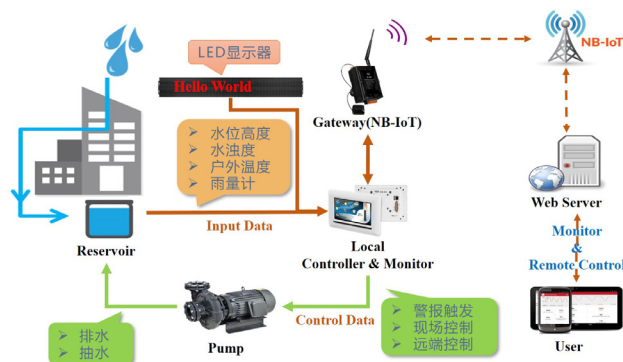 LED显示器
Hello World
NB-IoT
Gateway(NB-IoT)
水位高度
水浊度
户外温度
雨量计
Input Data
Web Server
Reservoir
Local
Controller & Monitor
Monitor
&
Remote Control
Control Data
排水
抽水
Pump
警报触发
现场控制
远端控制
User